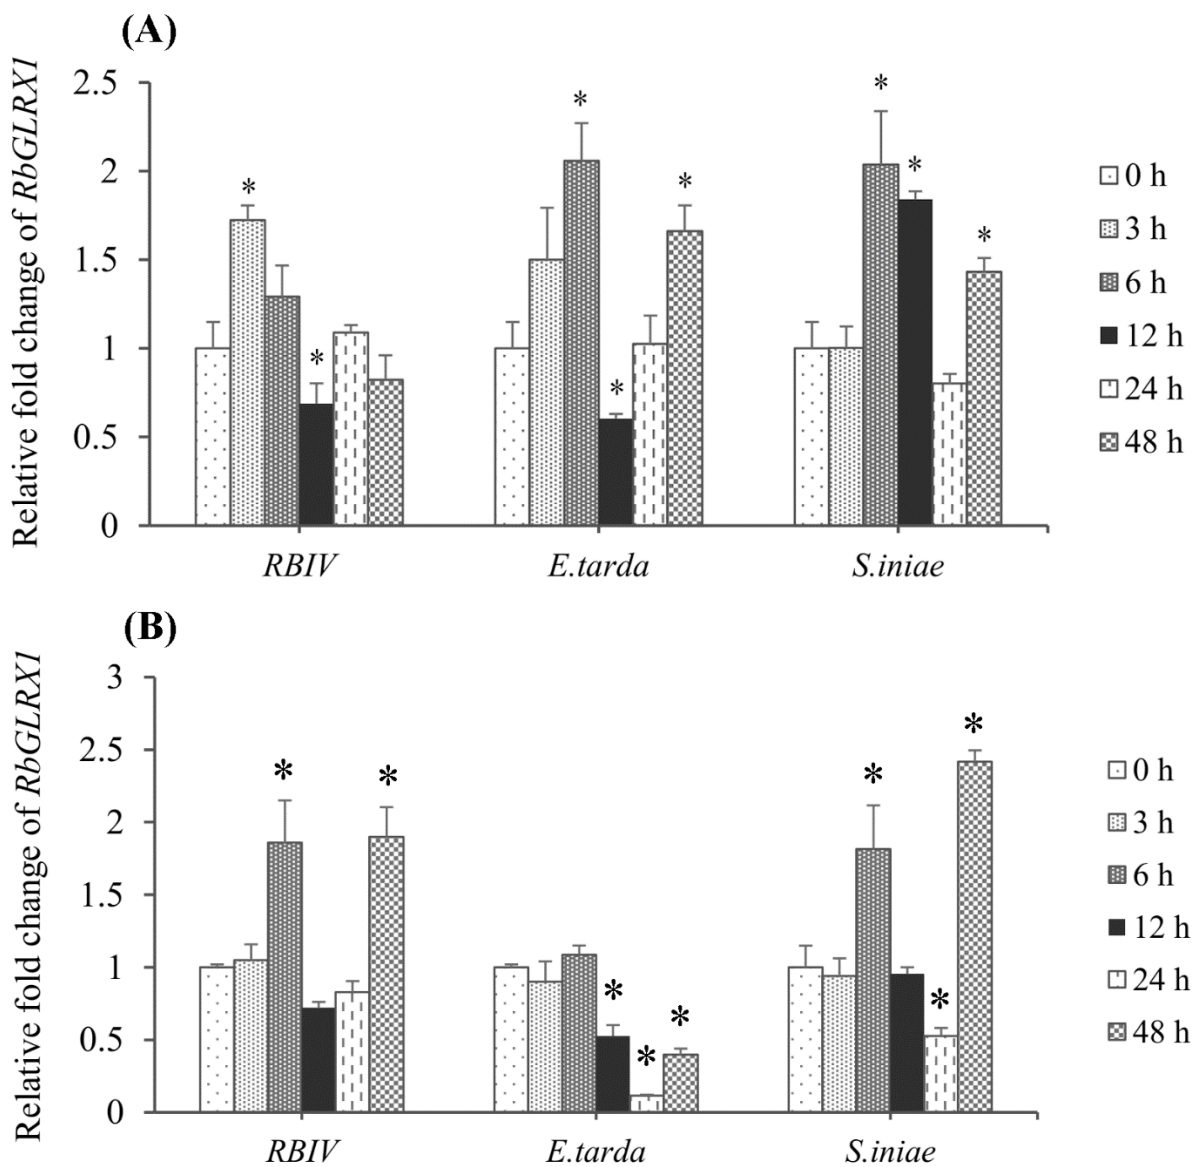 (A)
Relative fold change of RbGLRX1
2.5
2
1.5
1
0.5
0
* * * * * * * *
RBIV E.tarda S.iniae
0 h
3 h
6 h
12 h
24 h
48 h
(B)
Relative fold change of RbGLRX1
3
2.5
2
1.5
1
0.5
0
* * * * * * * *
RBIV E.tarda S.iniae
0 h
3 h
6 h
12 h
24 h
48 h